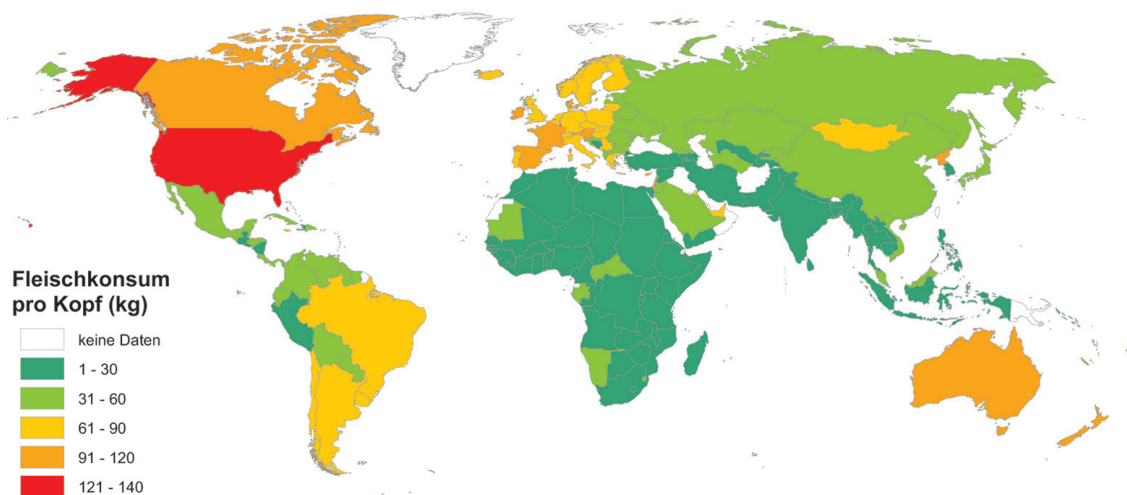 Fleischkonsum
pro Kopf (kg)
keine Daten
1 - 30
31 - 60
61 - 90
91 - 120
121 - 140